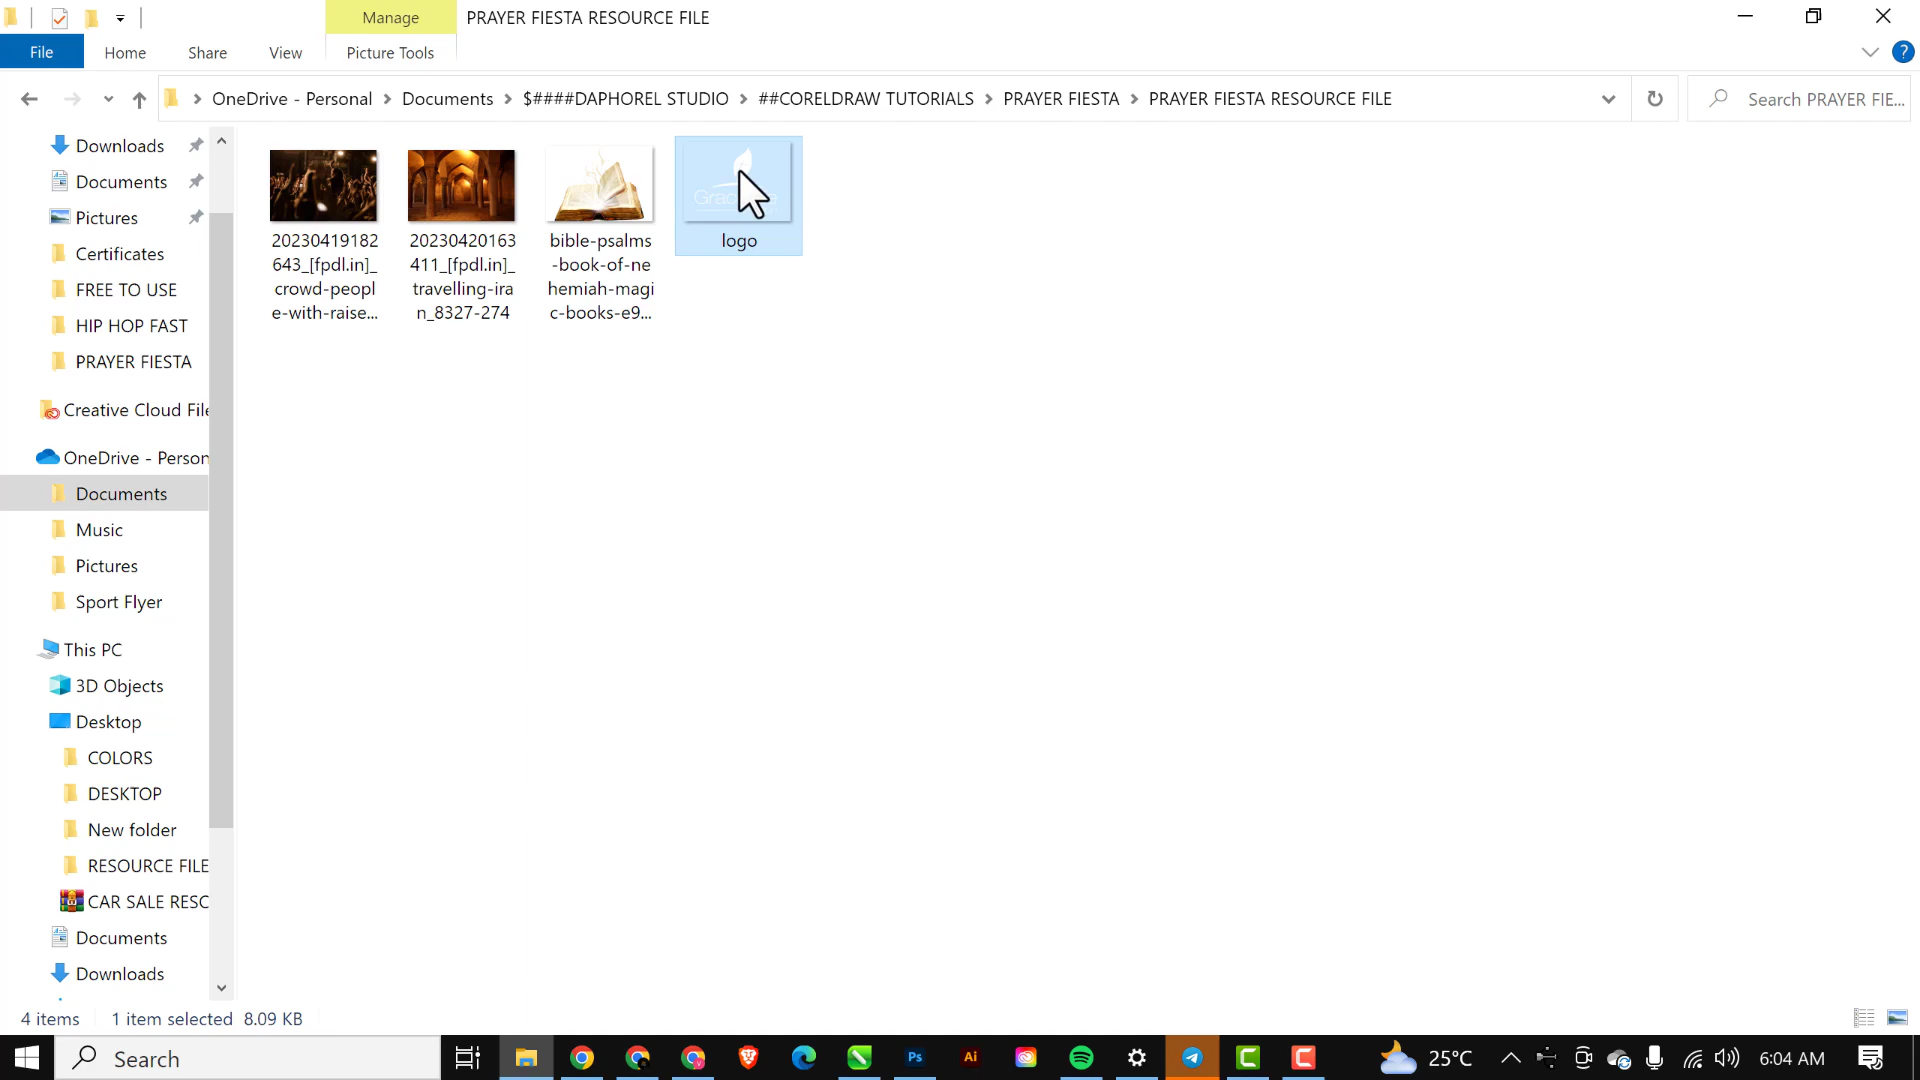 Manage
PRAYER FIESTA RESOURCE FILE
File
Home
Share
View
Picture Tools
OneDrive - Personal
Documents
$####DAPHOREL STUDIO
##CORELDRAW TUTORIALS
PRAYER FIESTA
PRAYER FIESTA RESOURCE FILE
Search PRAYER FIE...
Downloads
Documents
Pictures
Certificates
FREE TO USE
HIP HOP FAST
PRAYER FIESTA
Creative Cloud File
OneDrive - Person
Documents
Music
Pictures
Sport Flyer
This PC
3D Objects
Desktop
COLORS
DESKTOP
New folder
RESOURCE FILE
CAR SALE RESC
Documents
Downloads
20230419182
643_[fpdl.in]_
crowd-peopl
e-with-raise...
20230420163
411_[fpdl.in]_
travelling-ira
n_8327-274
bible-psalms
-book-of-ne
hemiah-magi
c-books-e9...
logo
4 items
1 item selected 8.09 KB
Search
Ps
Ai
25°C
6:04 AM